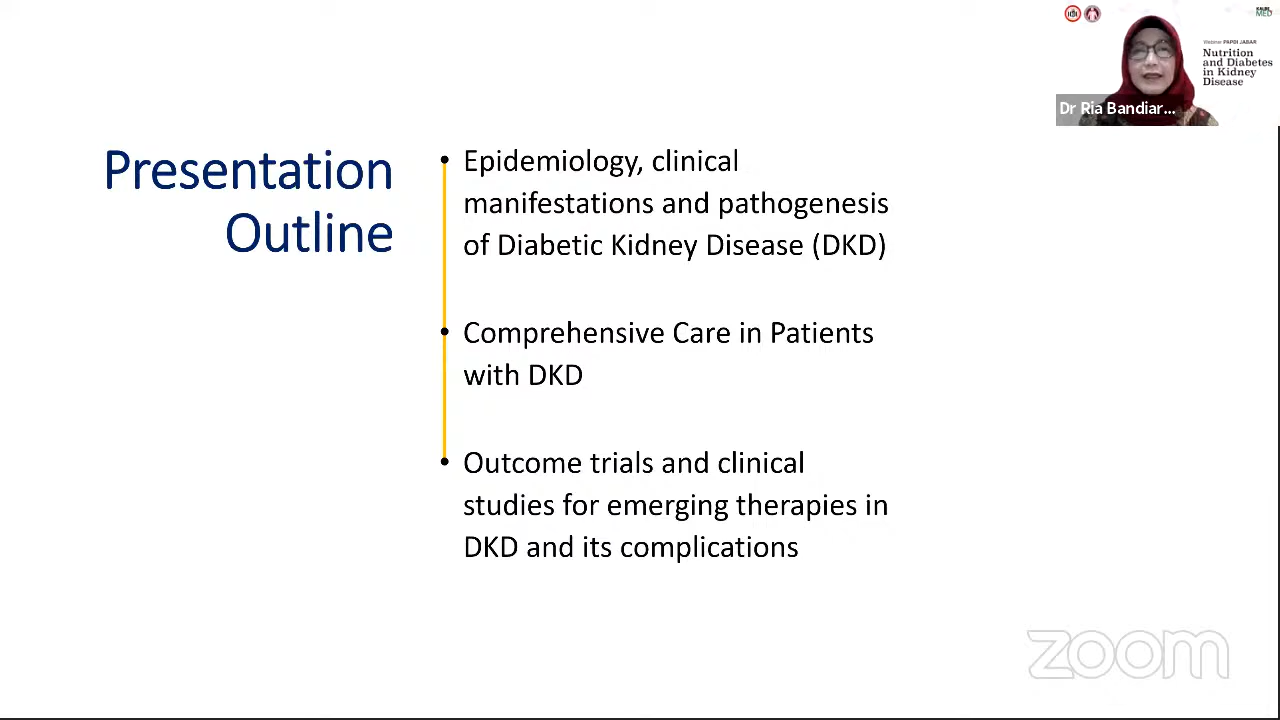 KALBE
MED
Webinar PAPDI JABAR
Nutrition
and Diabetes
in Kidney
Disease
Dr Ria Bandiar...
Presentation
Outline
• Epidemiology, clinical
manifestations and pathogenesis
of Diabetic Kidney Disease (DKD)
• Comprehensive Care in Patients
with DKD
• Outcome trials and clinical
studies for emerging therapies in
DKD and its complications
zoom